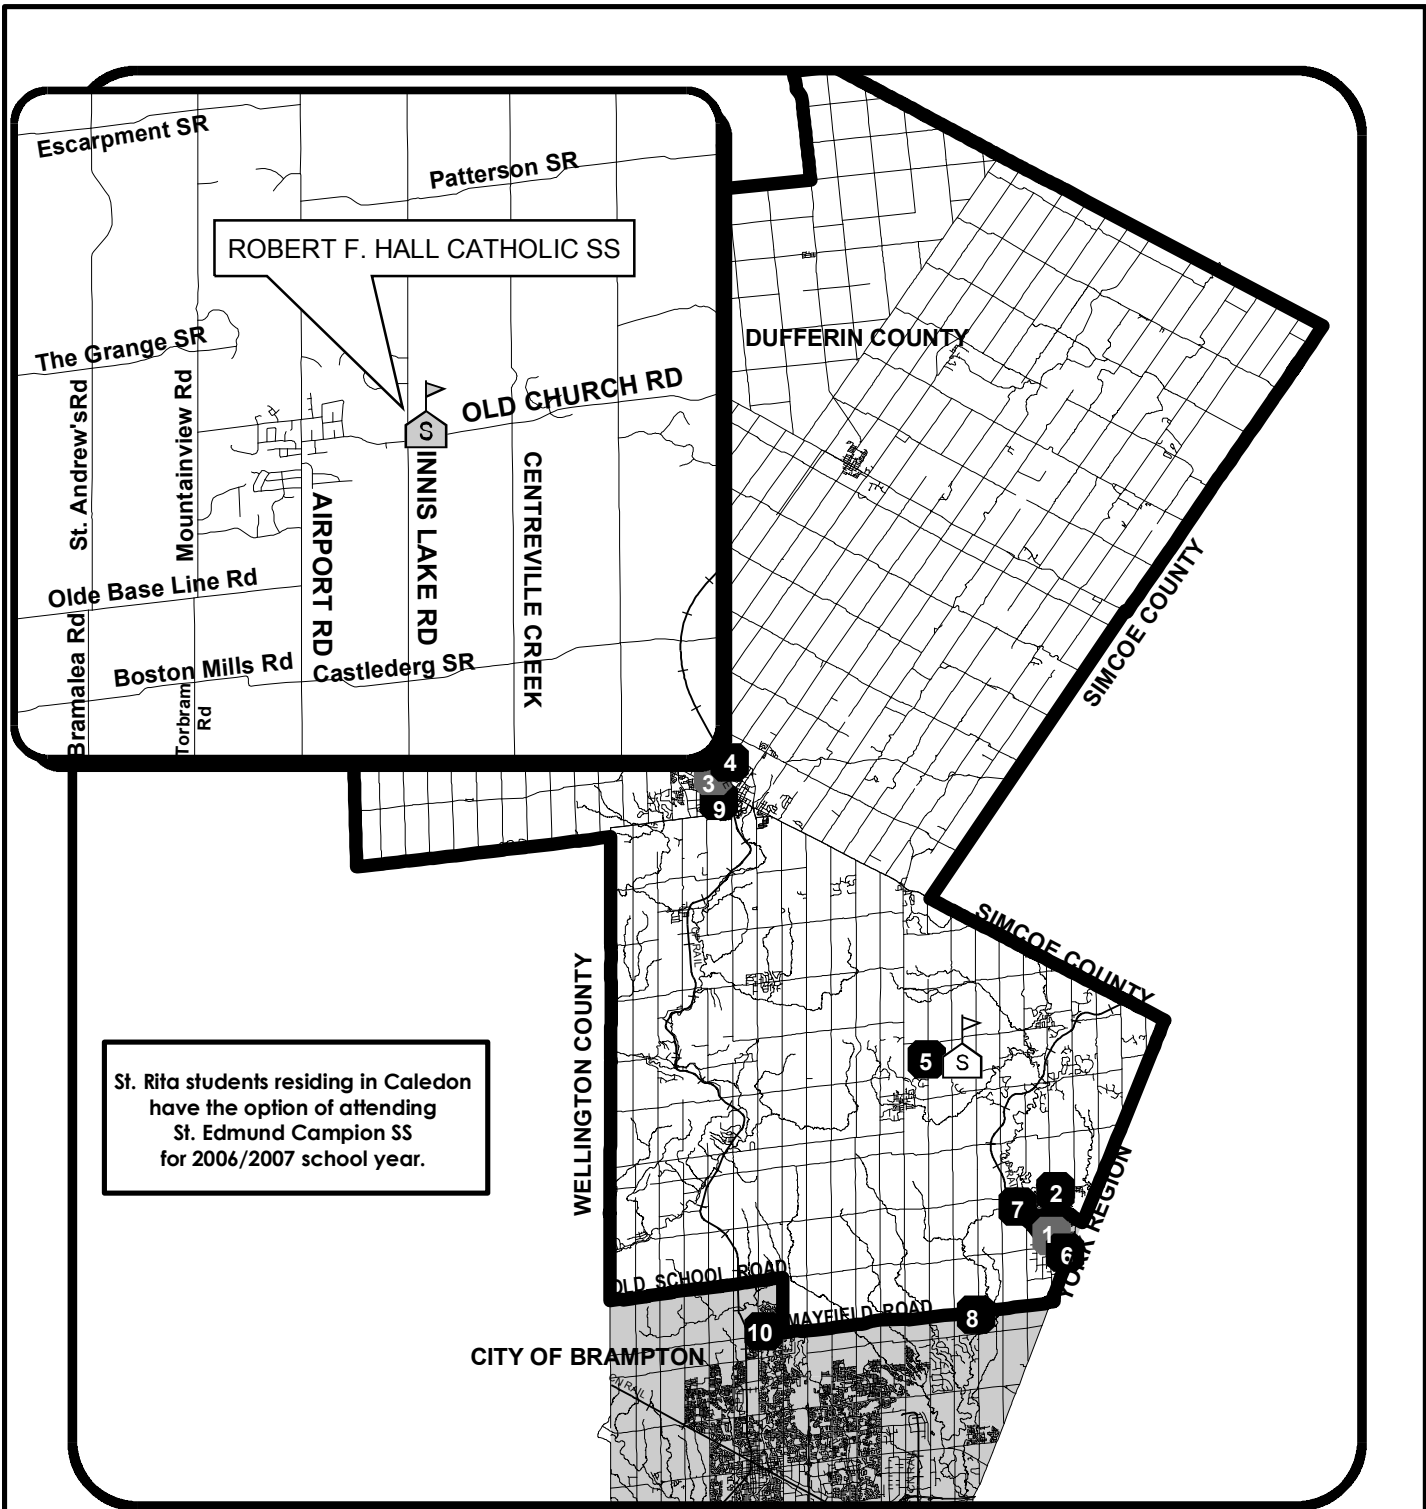 Escarpment SR
Patterson SR
ROBERT F. HALL CATHOLIC SS
The Grange SR
St. Andrew'sRd
Mountainview Rd
OLD CHURCH RD
S
AIRPORT RD
INNIS LAKE RD
CENTREVILLE CREEK
Olde Base Line Rd
Bramalea Rd
Boston Mills Rd
Castlederg SR
Torbram
Rd
DUFFERIN COUNTY
SIMCOE COUNTY
4
3
9
SIMCOE COUNTY
WELLINGTON COUNTY
5
S
St. Rita students residing in Caledon
have the option of attending
St. Edmund Campion SS
for 2006/2007 school year.
2
7
1
6
YORK REGION
OLD SCHOOL ROAD
MAYFIELD ROAD
8
10
CITY OF BRAMPTON
CN RAIL